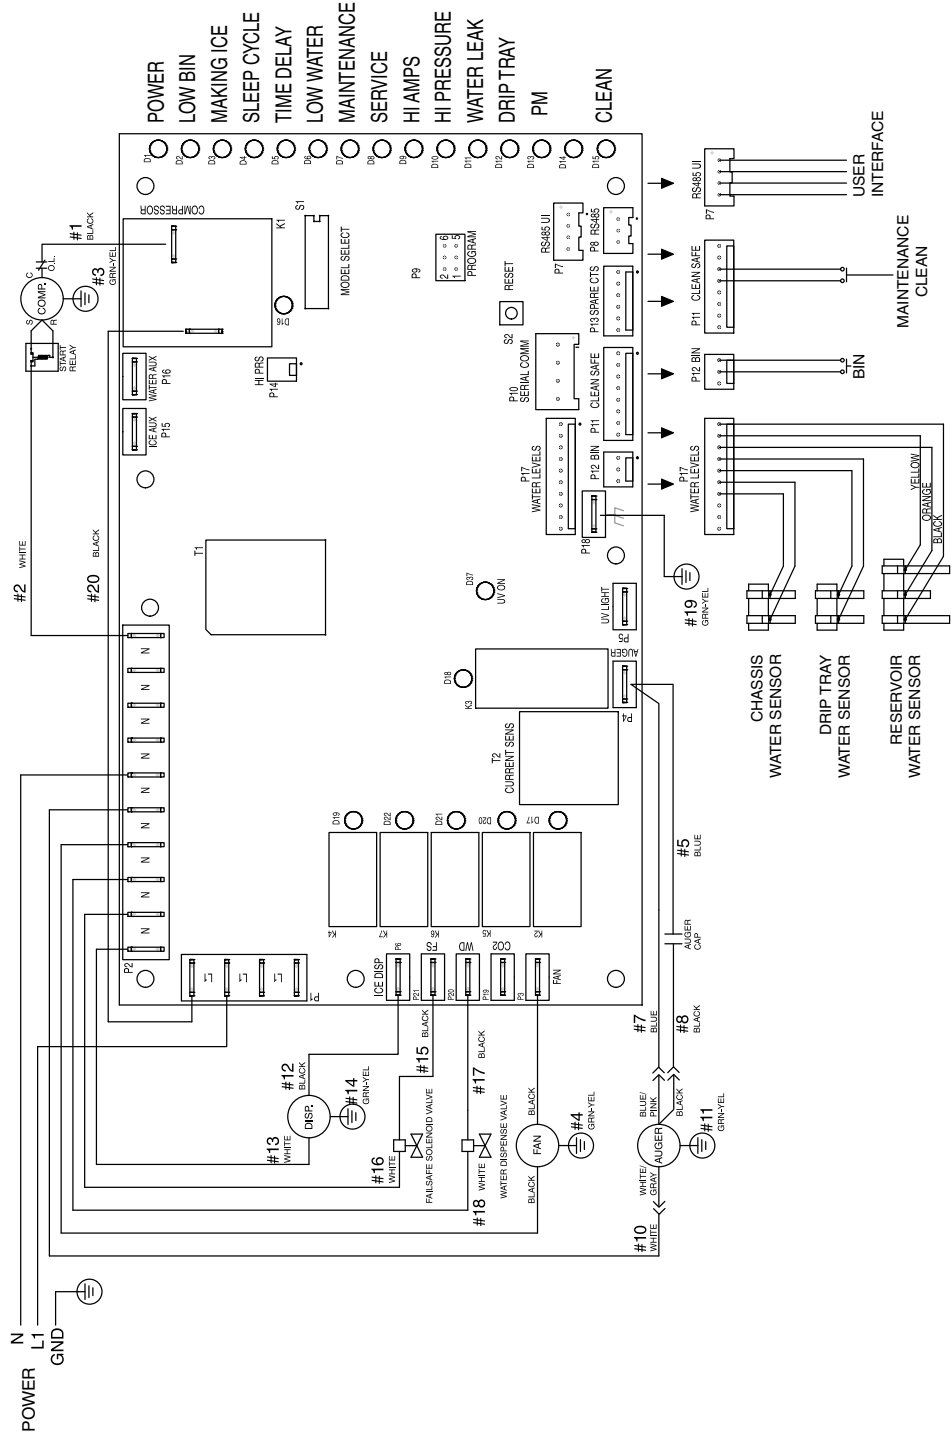 POWER
LOW BIN
MAKING ICE
SLEEP CYCLE
TIME DELAY
LOW WATER
MAINTENANCE
SERVICE
HI AMPS
HI PRESSURE
WATER LEAK
DRIP TRAY
PM
CLEAN
D1
D2
D3
D4
D5
D6
D7
D8
D9
D10
D11
D12
D13
D14
D15
#1
BLACK
COMPRESSOR
K1
S1
MODEL SELECT
D16
C
O.L.
COMP.
S
R
#3
GRN-YEL
START
RELAY
HI PRS
P14
WATER AUX
P16
ICE AUX
P15
P9
2 6
1 5
PROGRAM
RESET
S2
RS485 UI
P7
P8 RS485
P13 SPARE CTS
P10
SERIAL COMM
P11 CLEAN SAFE
P17
WATER LEVELS
P12 BIN
P18
RS485 UI
P7
USER
INTERFACE
P11 CLEAN SAFE
MAINTENANCE
CLEAN
P12 BIN
BIN
P17
WATER LEVELS
YELLOW
ORANGE
BLACK
#2
WHITE
#20
BLACK
T1
D37
UV ON
UV LIGHT
P5
#19
GRN-YEL
AUGER
P4
D18
K3
T2
CURRENT SENS
CHASSIS
WATER SENSOR
DRIP TRAY
WATER SENSOR
RESERVOIR
WATER SENSOR
N
N
N
N
N
N
N
N
N
P2
L1
L1
L1
P1
D19
D22
D21
D20
D17
K4
K7
K6
K5
K2
ICE DISP
P6
FS
P21
WD
P20
CO2
P19
FAN
P3
#5
BLUE
AUGER
CAP
#7
BLUE
#8
BLACK
#12
BLACK
DISP.
#13
WHITE
#14
GRN-YEL
#15
BLACK
#16
WHITE
FAILSAFE SOLENOID VALVE
#17
BLACK
#18
WHITE
WATER DISPENSE VALVE
BLACK
FAN
BLACK
#4
GRN-YEL
BLUE/
PINK
BLACK
AUGER
WHITE/
GRAY
#11
GRN-YEL
#10
WHITE
POWER
N
L1
GND